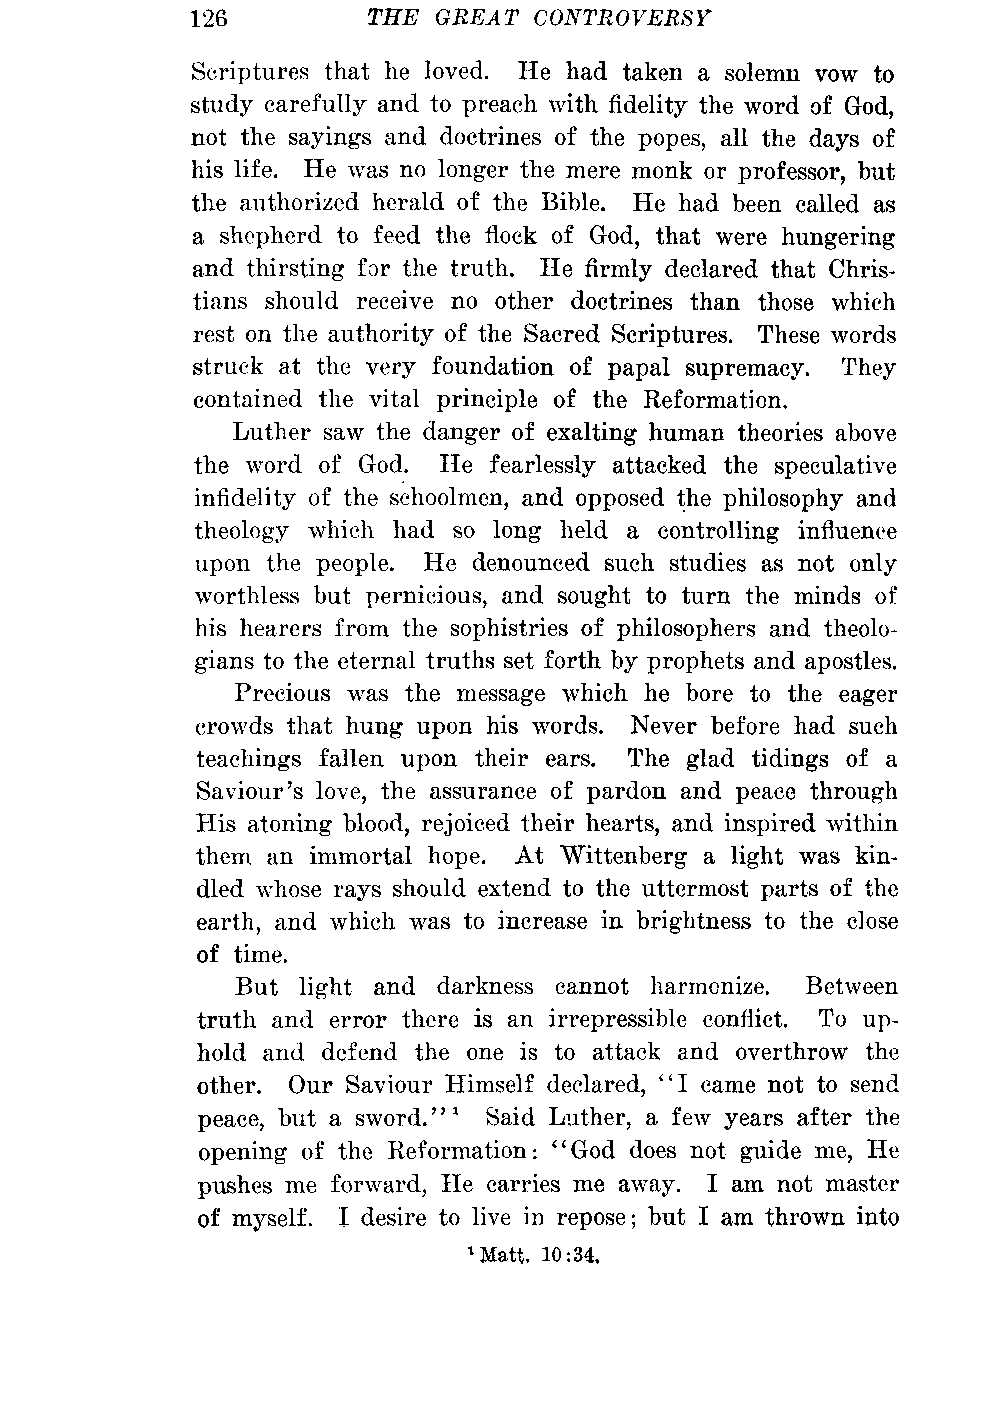 126 THE GREAT CONTROVERSY
Scriptures that he loved. He had taken a solemn vow to
study carefully and to preach with fidelity the word of God,
not the sayings and doctrines of the popes, all the days of
his life. He was no longer the mere monk or professor, but
the authorized herald of the Bible. He had been called as
a shepherd to feed the flock of God, that were hungering
and thirsting for the truth. He firmly declared that Chris-
tians should receive no other doctrines than those which
rest on the authority of the Sacred Scriptures. These words
struck at the very foundation of papal supremacy. They
contained the vital principle of the Reformation.
Luther saw the danger of exalting human theories above
the word of God. He fearlessly attacked the speculative
infidelity of the schoolmen, and opposed the philosophy and
theology which had so long held a controlling influence
upon the people. He denounced such studies as not only
worthless but pernicious, and sought to turn the minds of
his hearers from the sophistries of philosophers and theolo-
gians to the eternal truths set forth by prophets and apostles.
Precious was the message which he bore to the eager
crowds that hung upon his words. Never before had such
teachings fallen upon their ears. The glad tidings of a
Saviour's love, the assurance of pardon and peace through
His atoning blood, rejoiced their hearts, and inspired within
them an immortal hope. At Wittenberg a light was kin-
dled whose rays should extend to the uttermost parts of the
earth, and which was to increase in brightness to the close
of time.
But light and darkness cannot harmonize. Between
truth and error there is an irrepressible conflict. To up-
hold and defend the one is to attack and overthrow the
other. Our Saviour Himself declared, "I came not to send
peace, but a sword."¹ Said Luther, a few years after the
opening of the Reformation: "God does not guide me, He
pushes me forward, He carries me away. I am not master
of myself. I desire to live in repose; but I am thrown into
¹ Matt. 10:34.